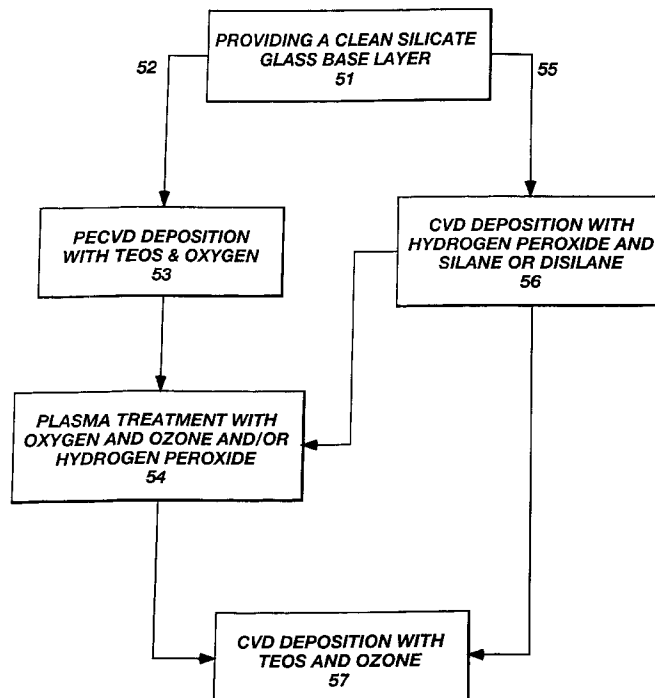 PROVIDING A CLEAN SILICATE
GLASS BASE LAYER
51
52
55
PECVD DEPOSITION
WITH TEOS & OXYGEN
53
CVD DEPOSITION WITH
HYDROGEN PEROXIDE AND
SILANE OR DISILANE
56
PLASMA TREATMENT WITH
OXYGEN AND OZONE AND/OR
HYDROGEN PEROXIDE
54
CVD DEPOSITION WITH
TEOS AND OZONE
57